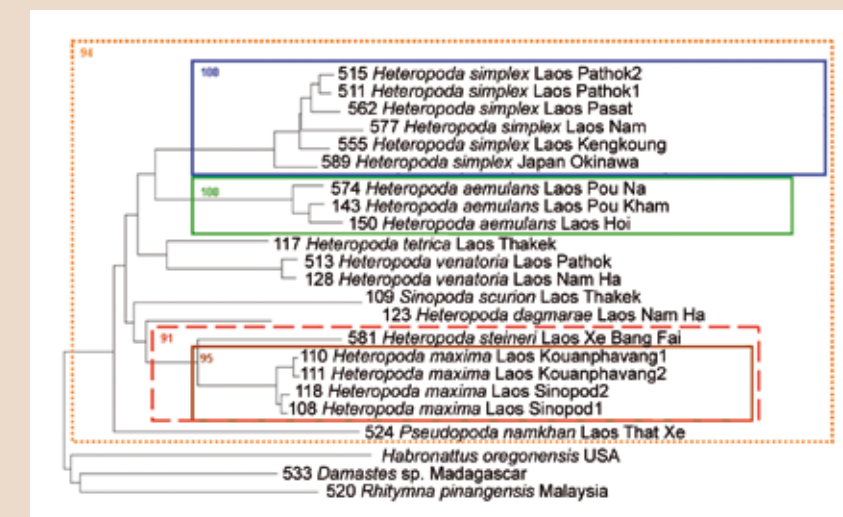 94
100
515 Heteropoda simplex Laos Pathok2
511 Heteropoda simplex Laos Pathok1
562 Heteropoda simplex Laos Pasat
577 Heteropoda simplex Laos Nam
555 Heteropoda simplex Laos Kengkoung
589 Heteropoda simplex Japan Okinawa
100
574 Heteropoda aemulans Laos Pou Na
143 Heteropoda aemulans Laos Pou Kham
150 Heteropoda aemulans Laos Hoi
117 Heteropoda tetrica Laos Thakek
513 Heteropoda venatoria Laos Pathok
128 Heteropoda venatoria Laos Nam Ha
109 Sinopoda scurion Laos Thakek
123 Heteropoda dagmarae Laos Nam Ha
91
581 Heteropoda steineri Laos Xe Bang Fai
95
110 Heteropoda maxima Laos Kouanphavang1
111 Heteropoda maxima Laos Kouanphavang2
118 Heteropoda maxima Laos Sinopod2
108 Heteropoda maxima Laos Sinopod1
524 Pseudopoda namkhan Laos That Xe
Habronattus oregonensis USA
533 Damastes sp. Madagascar
520 Rhitymna pinangensis Malaysia